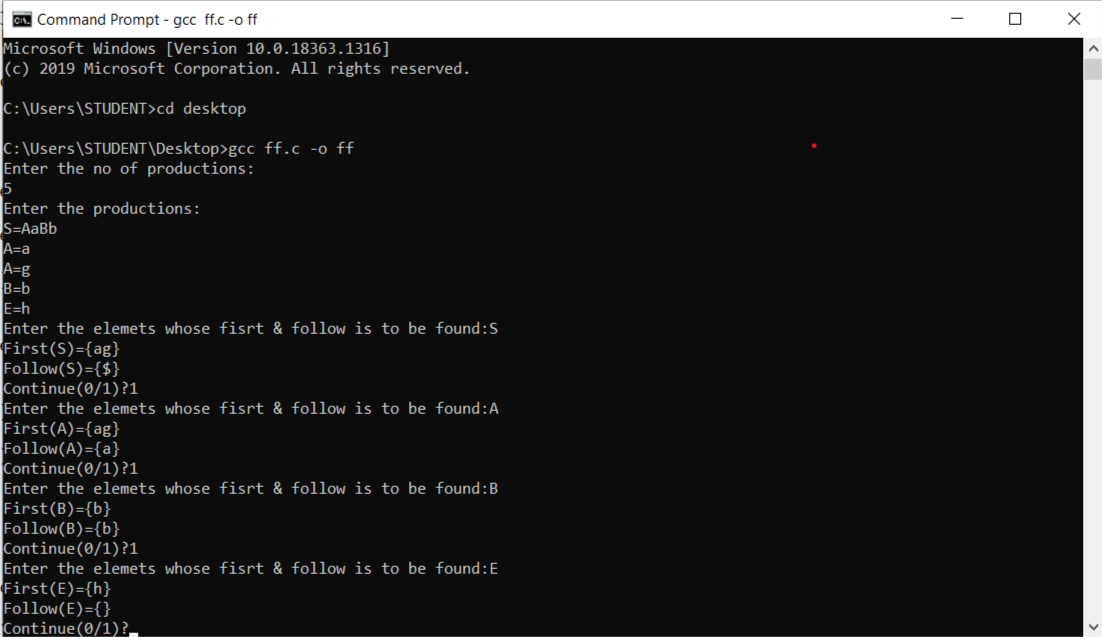 Command Prompt - gcc  ff.c -o ff
Microsoft Windows [Version 10.0.18363.1316]
(c) 2019 Microsoft Corporation. All rights reserved.
C:\Users\STUDENT>cd desktop
C:\Users\STUDENT\Desktop>gcc ff.c -o ff
Enter the no of productions:
5
Enter the productions:
S=AaBb
A=a
A=g
B=b
E=h
Enter the elemets whose fisrt & follow is to be found:S
First(S)={ag}
Follow(S)={$}
Continue(0/1)?1
Enter the elemets whose fisrt & follow is to be found:A
First(A)={ag}
Follow(A)={a}
Continue(0/1)?1
Enter the elemets whose fisrt & follow is to be found:B
First(B)={b}
Follow(B)={b}
Continue(0/1)?1
Enter the elemets whose fisrt & follow is to be found:E
First(E)={h}
Follow(E)={}
Continue(0/1)?